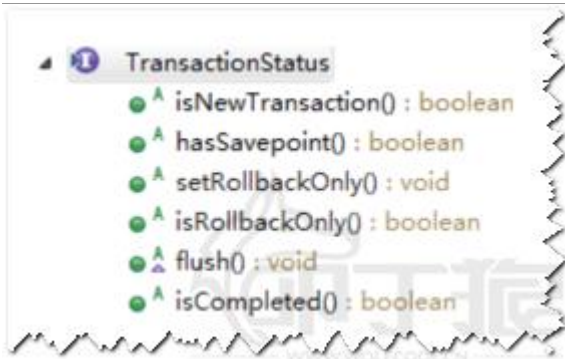 TransactionStatus
isNewTransaction() : boolean
hasSavepoint() : boolean
setRollbackOnly() : void
isRollbackOnly() : boolean
flush() : void
isCompleted() : boolean